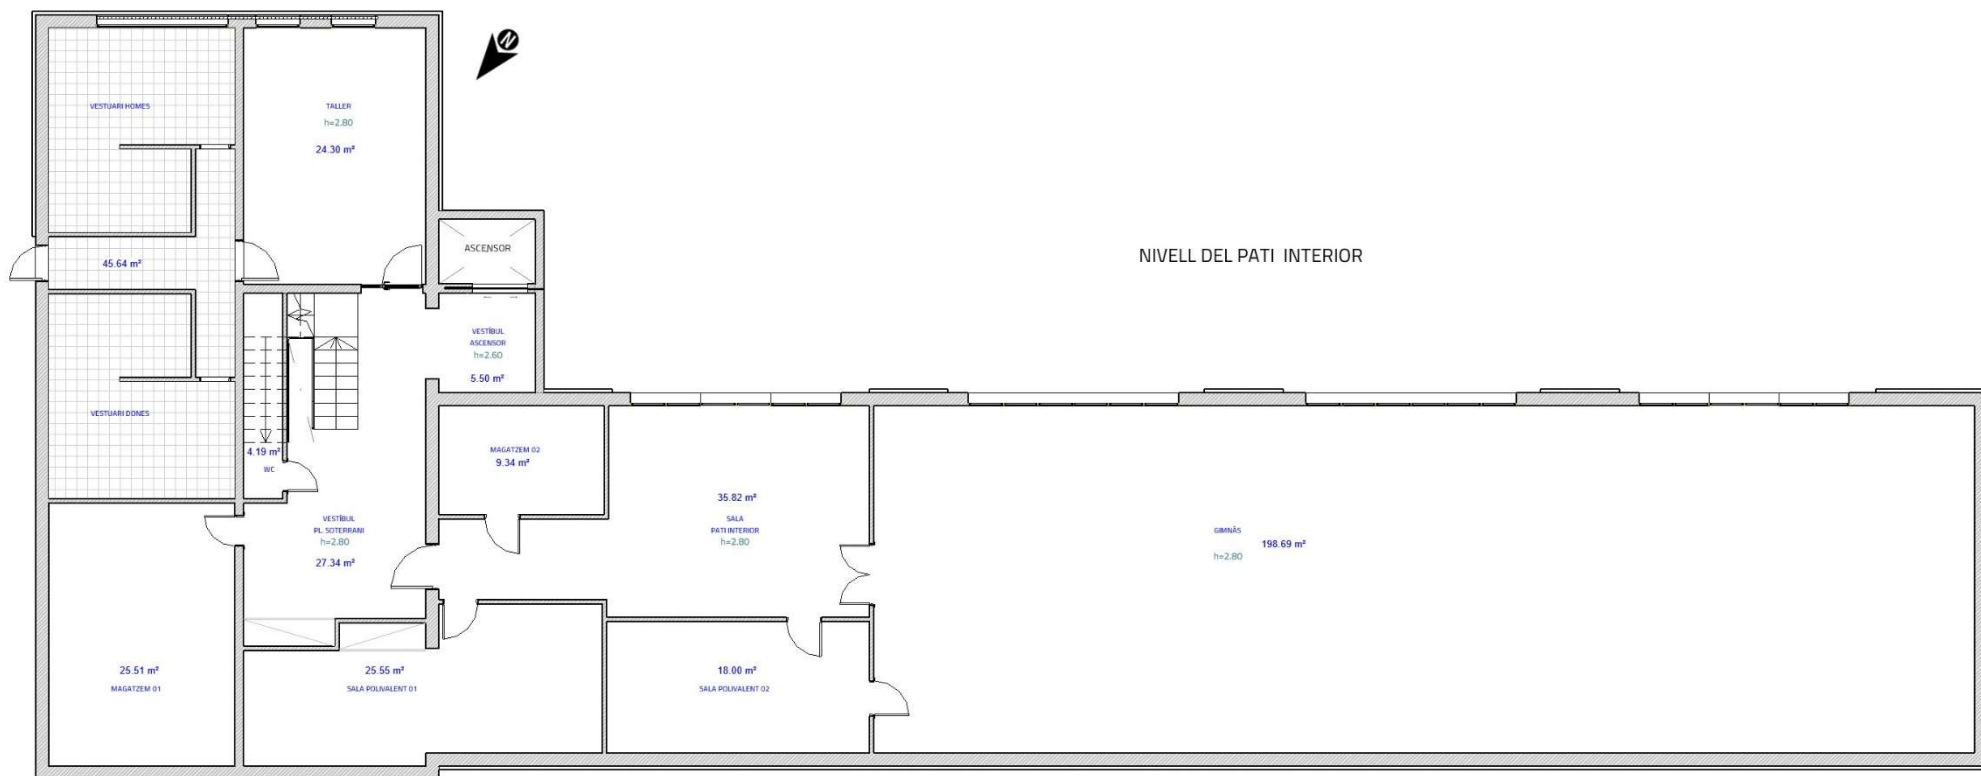 N
VESTUARI HOMES
TALLER
h=2.80
24.30 m²
ASCENSOR
45.64 m²
NIVELL DEL PATI INTERIOR
VESTÍBUL
ASCENSOR
h=2.60
5.50 m²
VESTUARI DONES
4.19 m²
WC
MAGATZEM 02
9.34 m²
VESTÍBUL
PL. SOTERRANI
h=2.80
27.34 m²
35.82 m²
SALA
PATI INTERIOR
h=2.80
GIMNÀS
198.69 m²
h=2.80
25.51 m²
MAGATZEM 01
25.55 m²
SALA POLIVALENT 01
18.00 m²
SALA POLIVALENT 02